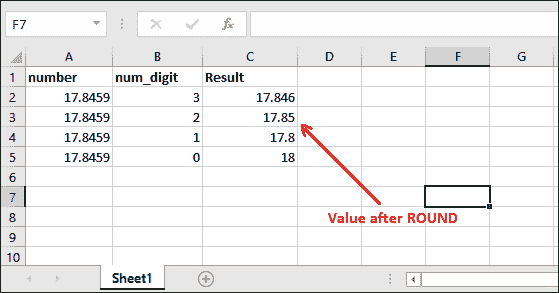 F7
fx
A B C D E F G
1 number num_digit Result
2 17.8459 3 17.846
3 17.8459 2 17.85
4 17.8459 1 17.8
5 17.8459 0 18
6
7
8 Value after ROUND
9
10
Sheet1